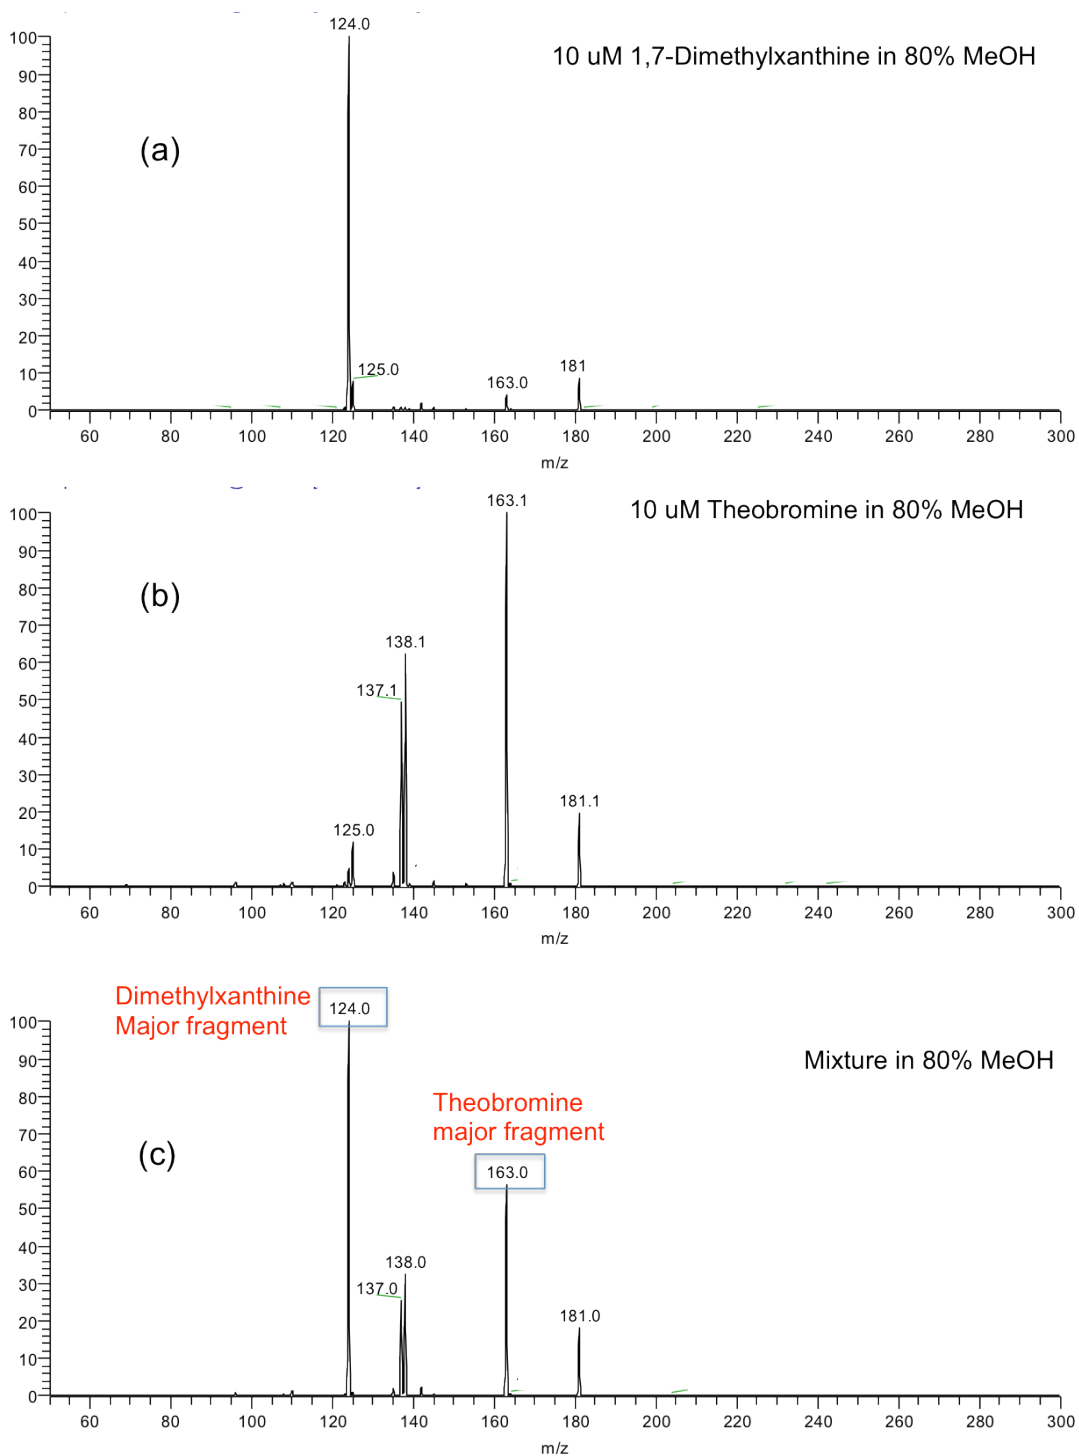 124.0
10 uM 1,7-Dimethylxanthine in 80% MeOH
(a)
100
90
80
70
60
50
40
30
20
10
0
125.0
163.0
181
60 80 100 120 140 160 180 200 220 240 260 280 300
m/z
163.1
10 uM Theobromine in 80% MeOH
(b)
100
90
80
70
60
50
40
30
20
10
0
138.1
137.1
125.0
181.1
60 80 100 120 140 160 180 200 220 240 260 280 300
m/z
Dimethylxanthine
Major fragment
124.0
Mixture in 80% MeOH
Theobromine
major fragment
163.0
(c)
100
90
80
70
60
50
40
30
20
10
0
138.0
137.0
181.0
60 80 100 120 140 160 180 200 220 240 260 280 300
m/z